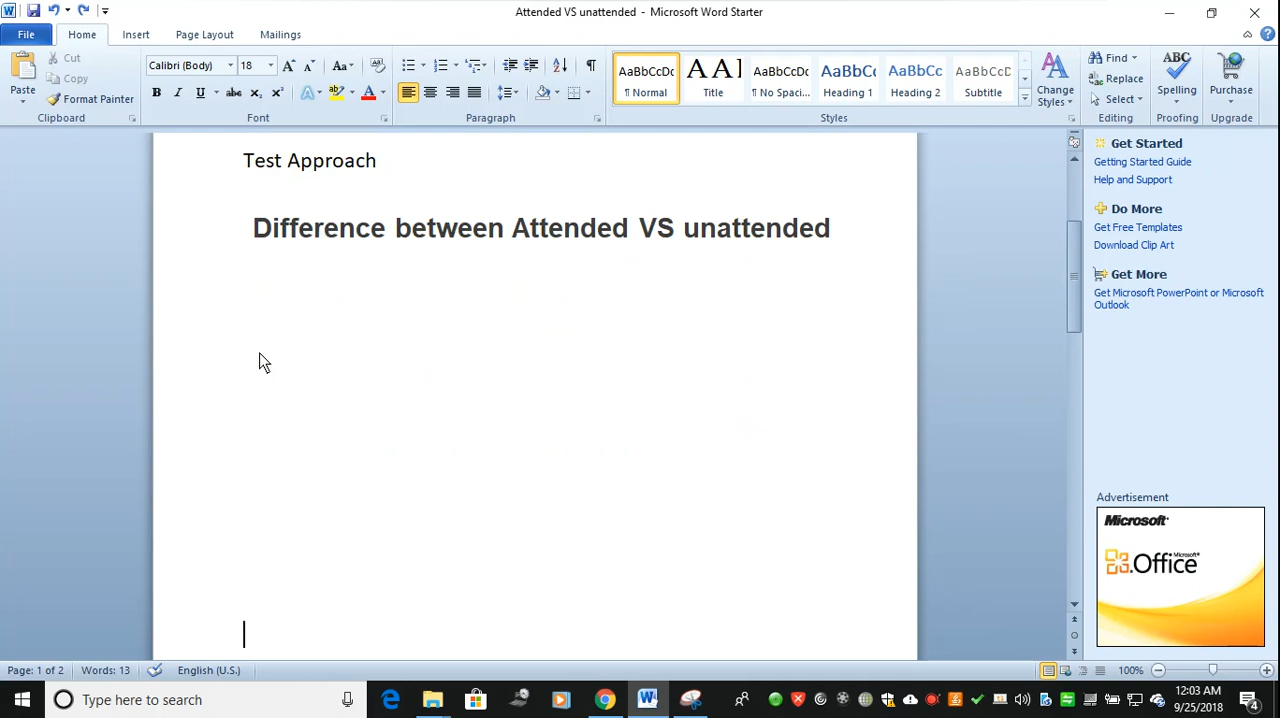 Attended VS unattended - Microsoft Word Starter
File Home Insert Page Layout Mailings
Paste
Cut
Copy
Format Painter
Clipboard
Calibri (Body) 18
Font
Paragraph
AaBbCcDc ¶ Normal
AAI Title
AaBbCcDc ¶ No Spaci...
AaBbCc Heading 1
AaBbCc Heading 2
AaBbCcD Subtitle
Styles
Change Styles
Find
Replace
Select
Editing
ABC
Spelling
Proofing
Purchase
Upgrade
Test Approach
Difference between Attended VS unattended
Get Started
Getting Started Guide
Help and Support
Do More
Get Free Templates
Download Clip Art
Get More
Get Microsoft PowerPoint or Microsoft
Outlook
Advertisement
Microsoft®
Microsoft®
Office
Page: 1 of 2 Words: 13 English (U.S.) 100%
Type here to search
12:03 AM
9/25/2018
4